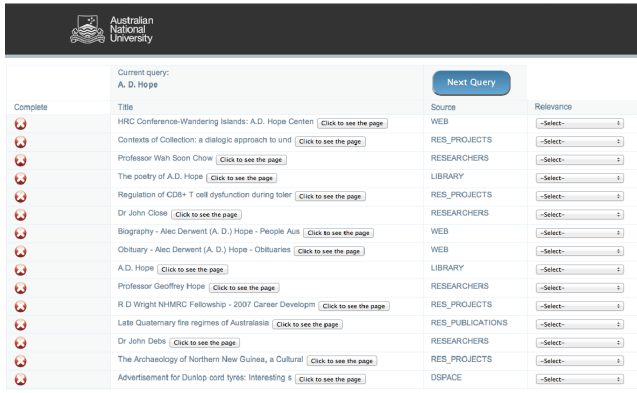 Australian
National
University
Current query:
A. D. Hope
Next Query
Complete Title Source Relevance
HRC Conference-Wandering Islands: A.D. Hope Centen Click to see the page WEB –Select–
Contexts of Collection: a dialogic approach to und Click to see the page RES_PROJECTS –Select–
Professor Wah Soon Chow Click to see the page RESEARCHERS –Select–
The poetry of A.D. Hope Click to see the page LIBRARY –Select–
Regulation of CD8+ T cell dysfunction during toler Click to see the page RES_PROJECTS –Select–
Dr John Close Click to see the page RESEARCHERS –Select–
Biography - Alec Derwent (A. D.) Hope - People Aus Click to see the page WEB –Select–
Obituary - Alec Derwent (A. D.) Hope - Obituaries Click to see the page WEB –Select–
A.D. Hope Click to see the page LIBRARY –Select–
Professor Geoffrey Hope Click to see the page RESEARCHERS –Select–
R D Wright NHMRC Fellowship - 2007 Career Developm Click to see the page RES_PROJECTS –Select–
Late Quaternary fire regimes of Australasia Click to see the page RES_PUBLICATIONS –Select–
Dr John Debs Click to see the page RESEARCHERS –Select–
The Archaeology of Northern New Guinea, a Cultural Click to see the page RES_PROJECTS –Select–
Advertisement for Dunlop cord tyres: Interesting s Click to see the page DSPACE –Select–